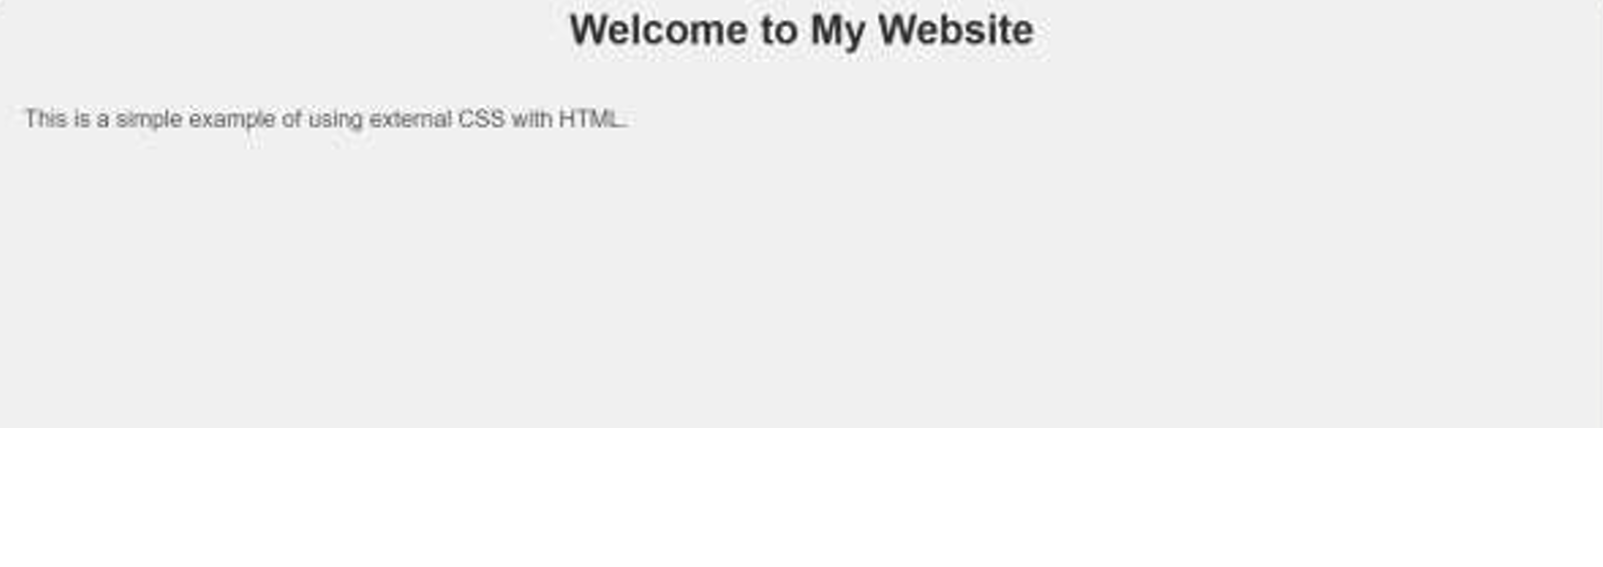 Welcome to My Website
This is a simple example of using external CSS with HTML.